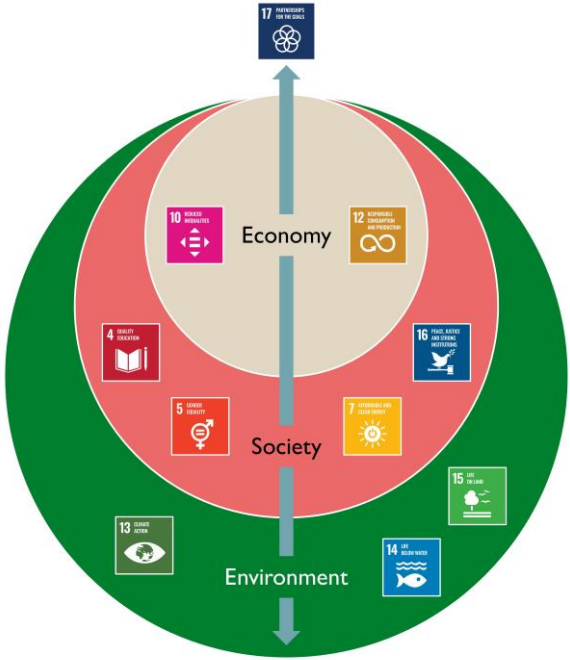 17 PARTNERSHIPS
FOR THE GOALS
10 REDUCED
INEQUALITIES
Economy
12 RESPONSIBLE
CONSUMPTION
AND PRODUCTION
4 QUALITY
EDUCATION
16 PEACE, JUSTICE
AND STRONG
INSTITUTIONS
5 GENDER
EQUALITY
7 AFFORDABLE AND
CLEAN ENERGY
Society
15 LIFE
ON LAND
13 CLIMATE
ACTION
14 LIFE
BELOW WATER
Environment